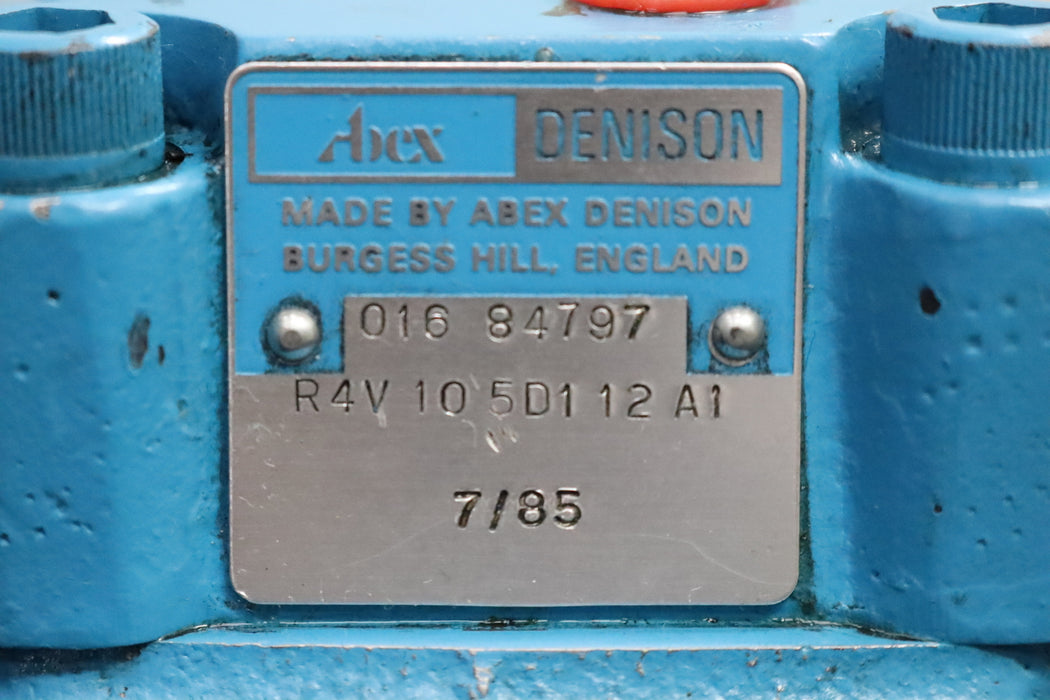 Abex DENISON
MADE BY ABEX DENISON
BURGESS HILL, ENGLAND
016 84797
R4V 10 5D1 12 A1
7/85